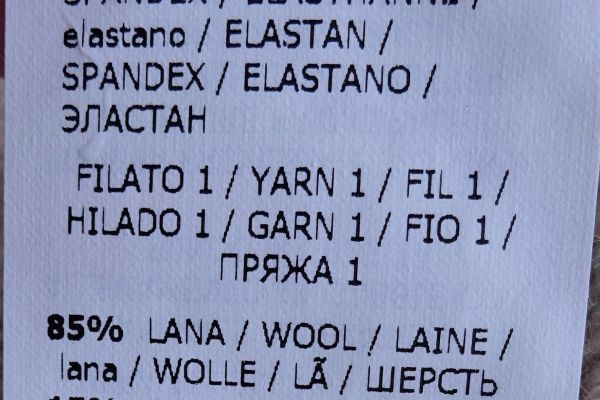 SPANDEX /
elastano / ELASTAN /
SPANDEX / ELASTANO /
ЭЛАСТАН
FILATO 1 / YARN 1 / FIL 1 /
HILADO 1 / GARN 1 / FIO 1 /
ПРЯЖА 1
85% LANA / WOOL / LAINE /
lana / WOLLE / LÃ / ШЕРСТЬ